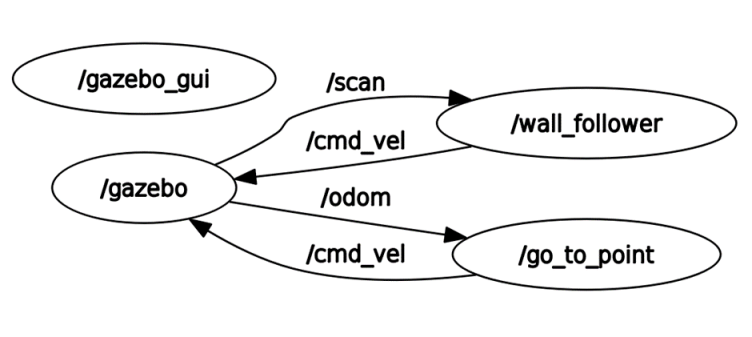 /gazebo_gui
/scan
/wall_follower
/cmd_vel
/gazebo
/odom
/cmd_vel
/go_to_point